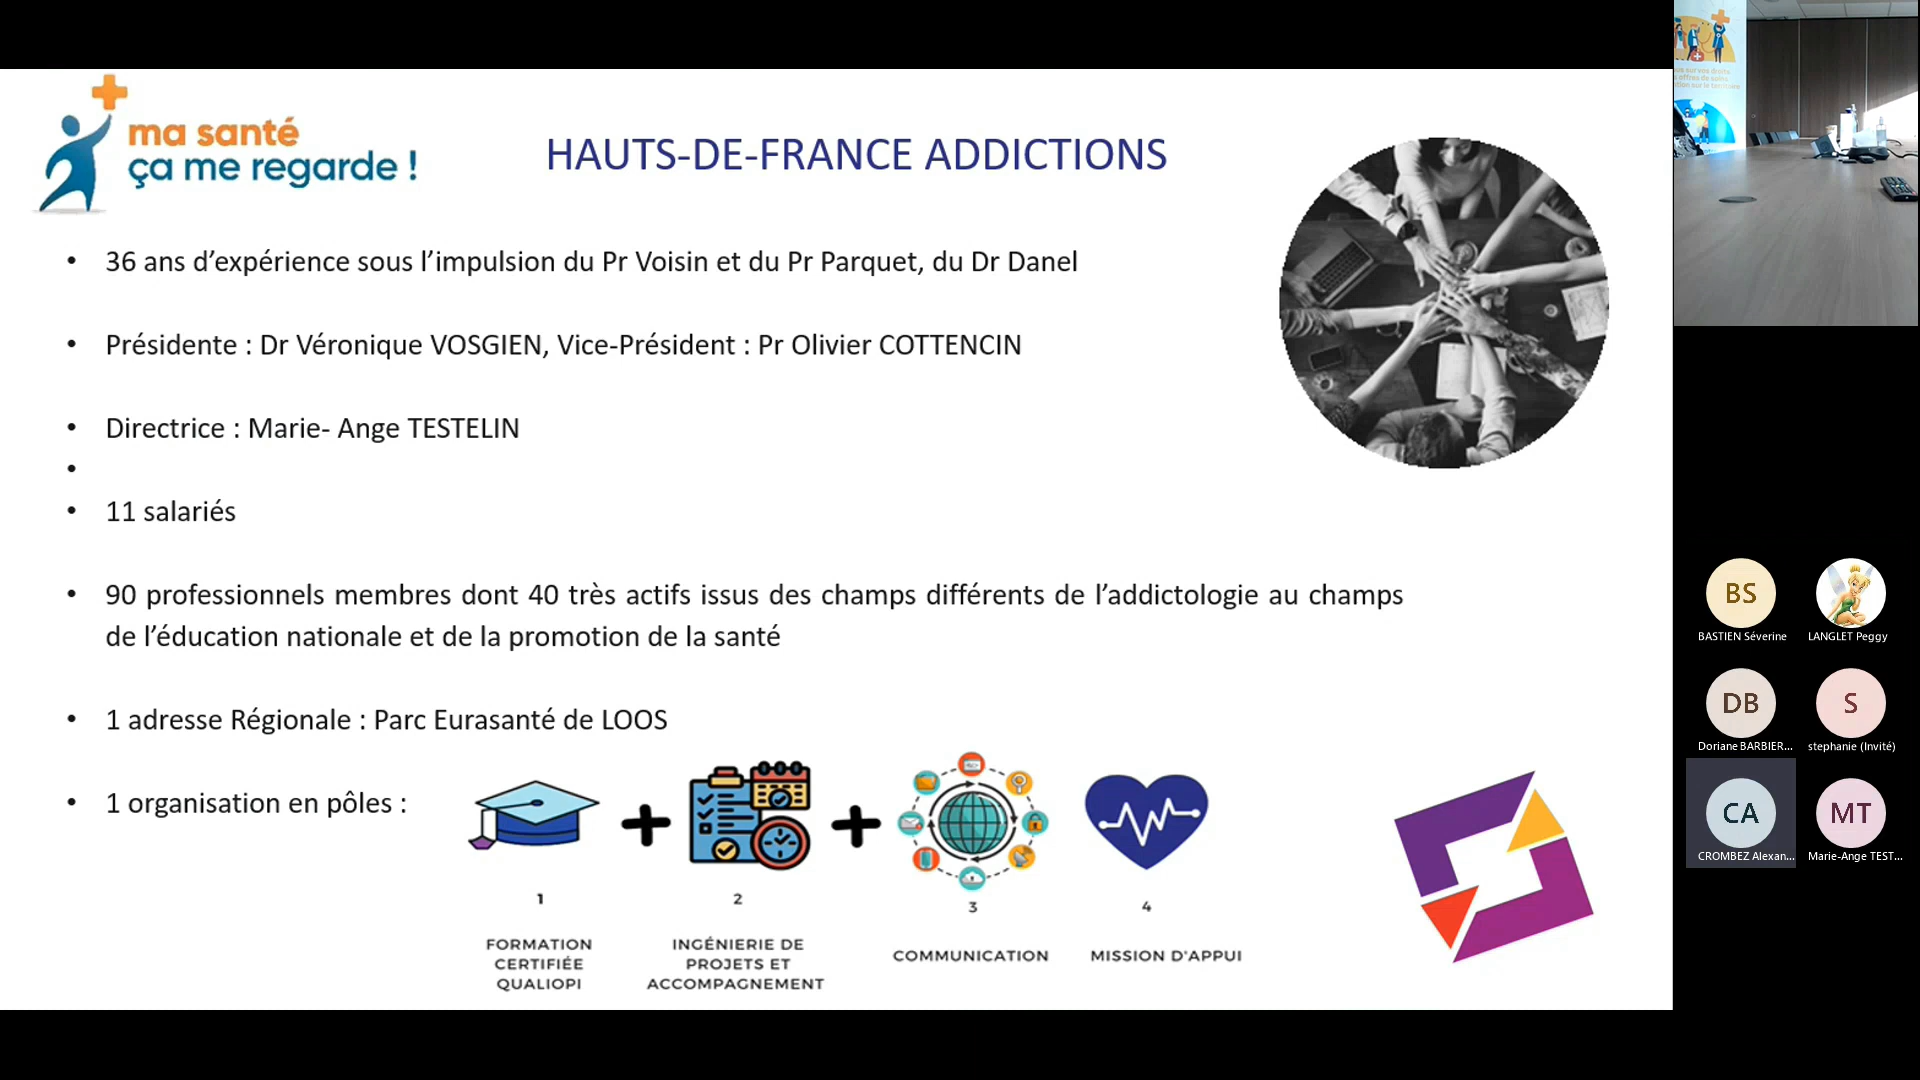 ma santé
ça me regarde !
HAUTS-DE-FRANCE ADDICTIONS
• 36 ans d’expérience sous l’impulsion du Pr Voisin et du Pr Parquet, du Dr Danel
• Présidente : Dr Véronique VOSGIEN, Vice-Président : Pr Olivier COTTENCIN
• Directrice : Marie- Ange TESTELIN
•
• 11 salariés
• 90 professionnels membres dont 40 très actifs issus des champs différents de l’addictologie au champs
de l’éducation nationale et de la promotion de la santé
• 1 adresse Régionale : Parc Eurasanté de LOOS
• 1 organisation en pôles :
1
FORMATION
CERTIFIÉE
QUALIOPI
2
INGÉNIERIE DE
PROJETS ET
ACCOMPAGNEMENT
3
COMMUNICATION
4
MISSION D'APPUI
BS
BASTIEN Séverine
LANGLET Peggy
DB
Doriane BARBIER...
S
stephanie (Invité)
CA
CROMBEZ Alexan...
MT
Marie-Ange TEST...